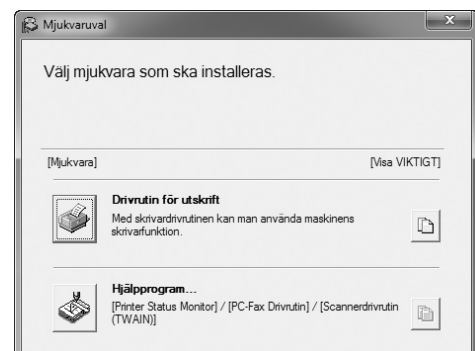 Mjukvaruval
Välj mjukvara som ska installeras.
[Mjukvara] [Visa VIKTIGT]
Drivrutin för utskrift
Med skrivardrivrutinen kan man använda maskinens
skrivarfunktion.
Hjälpprogram...
[Printer Status Monitor] / [PC-Fax Drivrutin] / [Scannerdrivrutin
(TWAIN)]